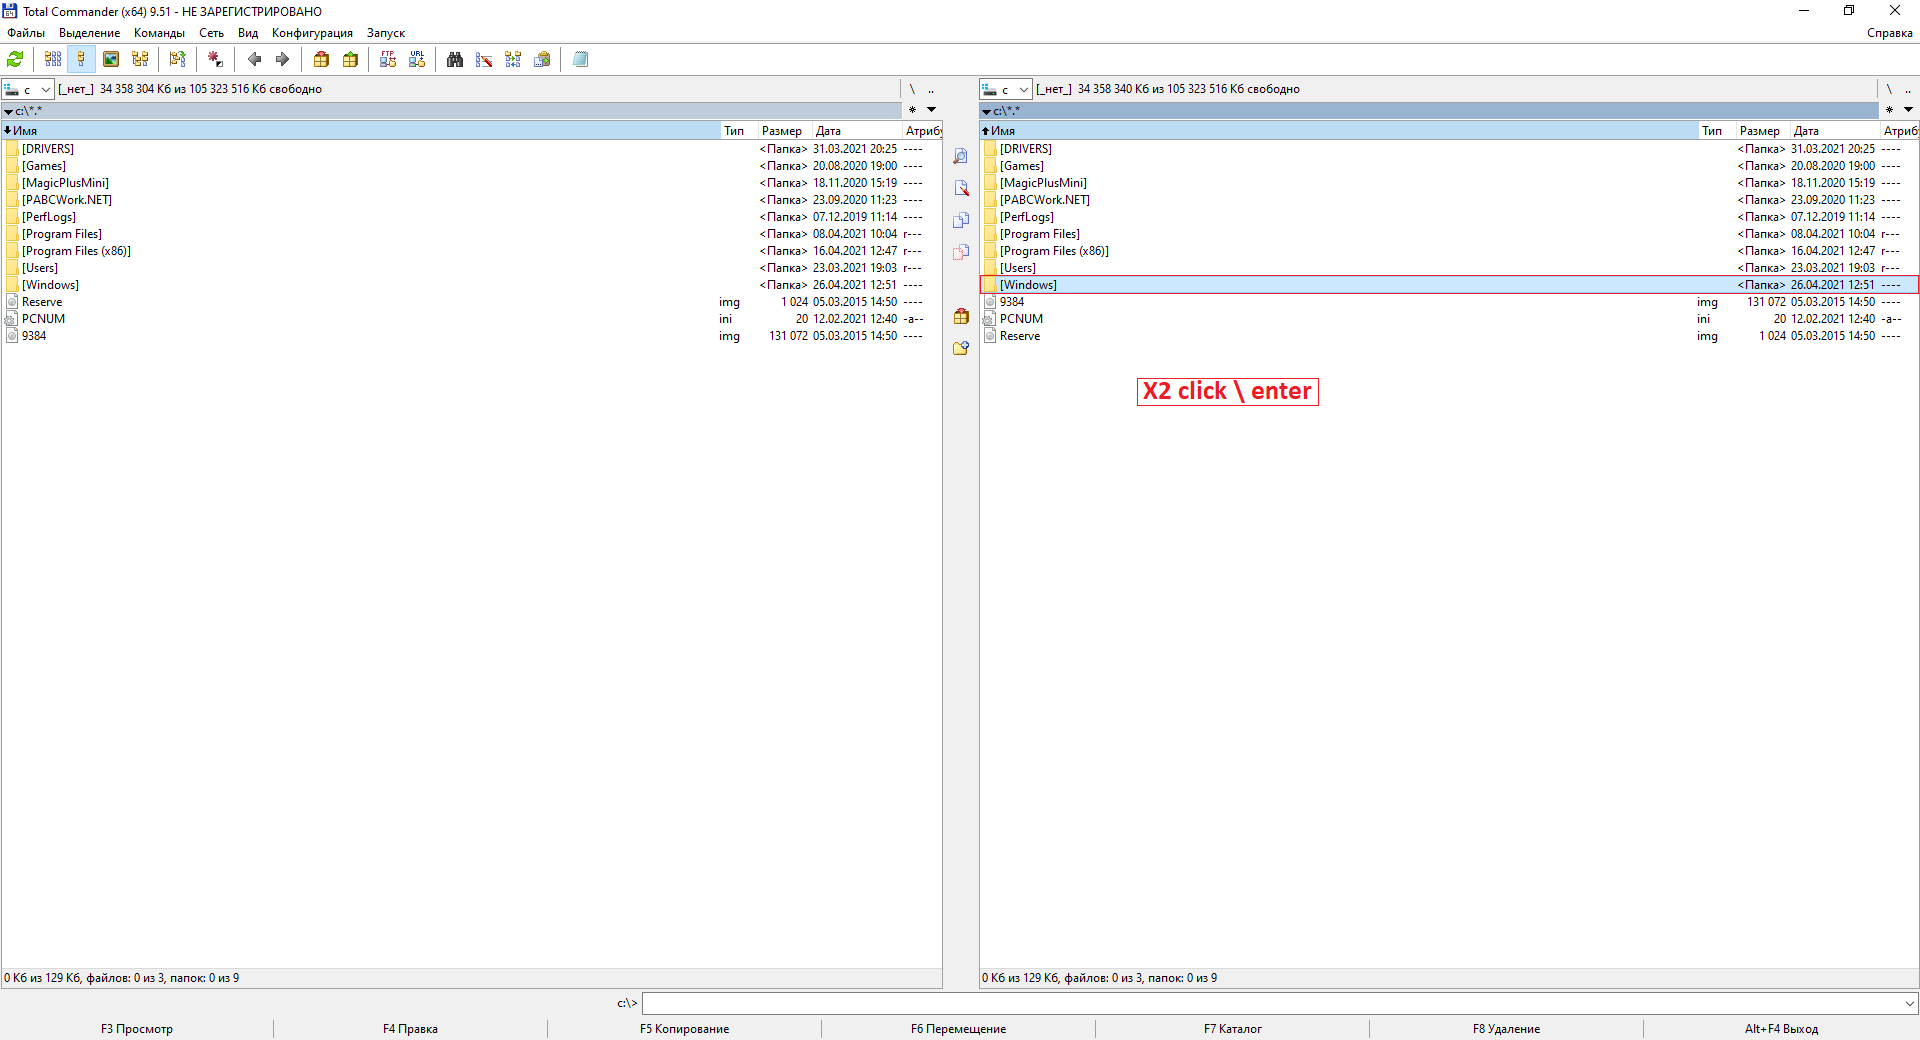 Total Commander (x64) 9.51 - НЕ ЗАРЕГИСТРИРОВАНО
Файлы Выделение Команды Сеть Вид Конфигурация Запуск Справка
FTP URL
c [_нет_] 34 358 304 Кб из 105 323 516 Кб свободно \ ..
c:\*.* *
Имя Тип Размер Дата Атрибу
[DRIVERS] <Папка> 31.03.2021 20:25 ----
[Games] <Папка> 20.08.2020 19:00 ----
[MagicPlusMini] <Папка> 18.11.2020 15:19 ----
[PABCWork.NET] <Папка> 23.09.2020 11:23 ----
[PerfLogs] <Папка> 07.12.2019 11:14 ----
[Program Files] <Папка> 08.04.2021 10:04 r---
[Program Files (x86)] <Папка> 16.04.2021 12:47 r---
[Users] <Папка> 23.03.2021 19:03 r---
[Windows] <Папка> 26.04.2021 12:51 ----
Reserve img 1 024 05.03.2015 14:50 ----
PCNUM ini 20 12.02.2021 12:40 -a--
9384 img 131 072 05.03.2015 14:50 ----
0 Кб из 129 Кб, файлов: 0 из 3, папок: 0 из 9
c [_нет_] 34 358 340 Кб из 105 323 516 Кб свободно \ ..
c:\*.* *
Имя Тип Размер Дата Атрибу
[DRIVERS] <Папка> 31.03.2021 20:25 ----
[Games] <Папка> 20.08.2020 19:00 ----
[MagicPlusMini] <Папка> 18.11.2020 15:19 ----
[PABCWork.NET] <Папка> 23.09.2020 11:23 ----
[PerfLogs] <Папка> 07.12.2019 11:14 ----
[Program Files] <Папка> 08.04.2021 10:04 r---
[Program Files (x86)] <Папка> 16.04.2021 12:47 r---
[Users] <Папка> 23.03.2021 19:03 r---
[Windows] <Папка> 26.04.2021 12:51 ----
9384 img 131 072 05.03.2015 14:50 ----
PCNUM ini 20 12.02.2021 12:40 -a--
Reserve img 1 024 05.03.2015 14:50 ----
X2 click \ enter
0 Кб из 129 Кб, файлов: 0 из 3, папок: 0 из 9
c:\>
F3 Просмотр F4 Правка F5 Копирование F6 Перемещение F7 Каталог F8 Удаление Alt+F4 Выход